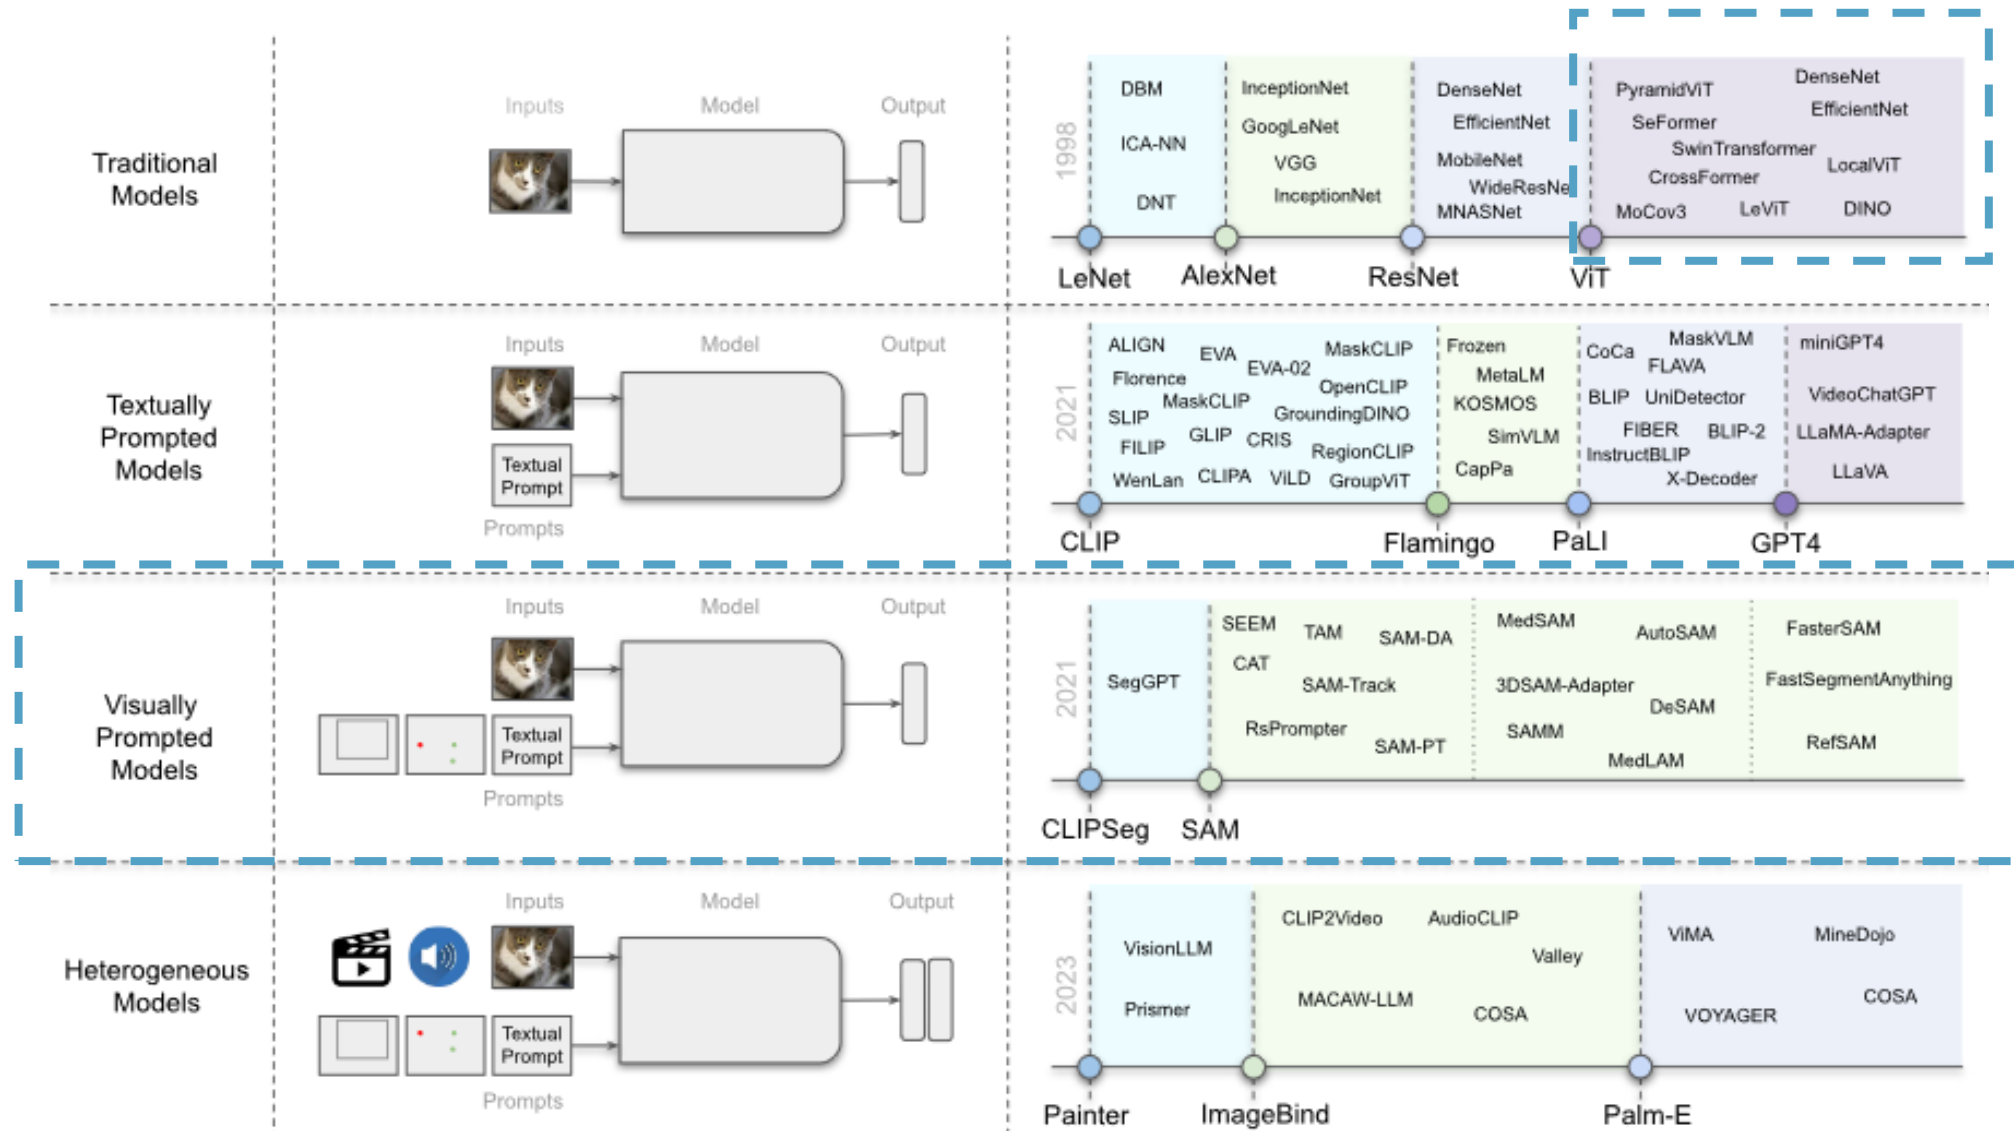 Traditional
Models
Inputs
Model
Output
1998
DBM
ICA-NN
DNT
InceptionNet
GoogLeNet
VGG
InceptionNet
DenseNet
EfficientNet
MobileNet
WideResNe
MNASNet
PyramidViT
DenseNet
EfficientNet
SeFormer
SwinTransformer
LocalViT
CrossFormer
MoCov3
LeViT
DINO
LeNet
AlexNet
ResNet
ViT
Textually
Prompted
Models
Inputs
Model
Output
Textual
Prompt
Prompts
2021
ALIGN
EVA
EVA-02
MaskCLIP
Florence
OpenCLIP
SLIP
MaskCLIP
GroundingDINO
FILIP
GLIP
CRIS
RegionCLIP
WenLan
CLIPA
ViLD
GroupViT
Frozen
MetaLM
KOSMOS
SimVLM
CapPa
CoCa
MaskVLM
FLAVA
BLIP
UniDetector
FIBER
BLIP-2
InstructBLIP
X-Decoder
miniGPT4
VideoChatGPT
LLaMA-Adapter
LLaVA
CLIP
Flamingo
PaLI
GPT4
Visually
Prompted
Models
Inputs
Model
Output
Textual
Prompt
Prompts
2021
SegGPT
SEEM
TAM
SAM-DA
CAT
SAM-Track
RsPrompter
SAM-PT
MedSAM
AutoSAM
3DSAM-Adapter
DeSAM
SAMM
MedLAM
FasterSAM
FastSegmentAnything
RefSAM
CLIPSeg
SAM
Heterogeneous
Models
Inputs
Model
Output
Textual
Prompt
Prompts
2023
VisionLLM
Prismer
CLIP2Video
AudioCLIP
Valley
MACAW-LLM
COSA
ViMA
MineDojo
COSA
VOYAGER
Painter
ImageBind
Palm-E